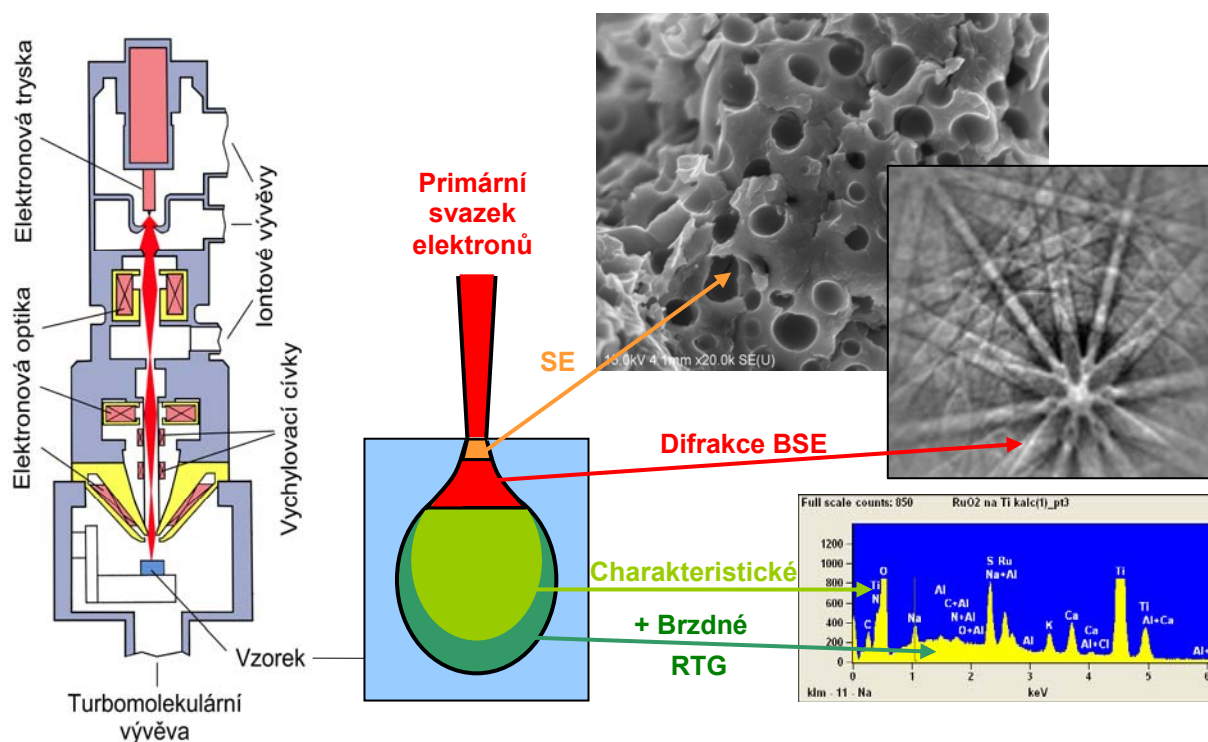 Elektronová tryska
Elektronová optika
Iontové vývěvy
Vychylovací cívky
Vzorek
Turbomolekulární
vývěva
Primární
svazek
elektronů
SE
Difrakce BSE
Charakteristické
+ Brzdné
RTG
15.0kV 4.1mm x20.0k SE(U)
Full scale counts: 850 RuO2 na Ti kalc(1)_pt3
1200
1000
800
600
400
200
0
O
Ti
N
C
Na
Al
C+Al
N+Al
O+Al
S Ru
Na+Al
Al
K
Ca
Ca
Al+Cl
Ti
Ti
Al+Ca
Al+
0 1 2 3 4 5 6
klm - 11 - Na keV